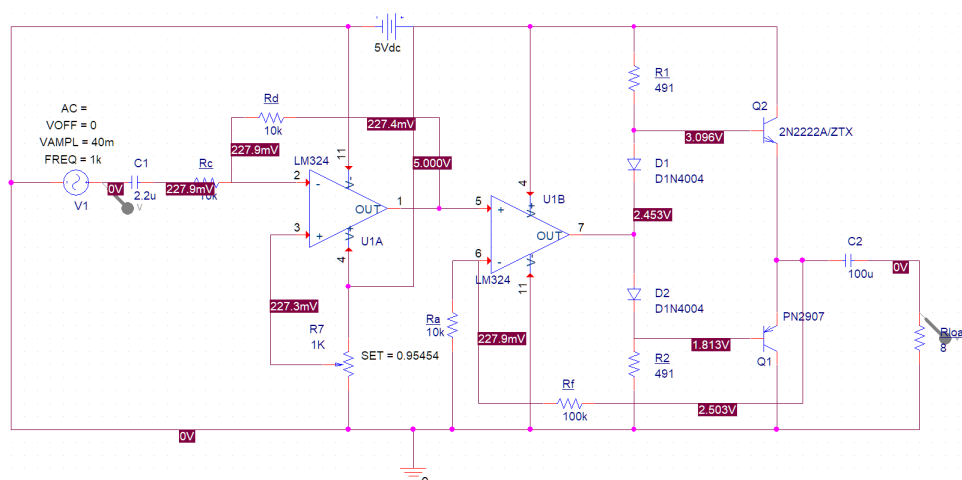 5Vdc
AC =
VOFF = 0
VAMPL = 40m
FREQ = 1k
V1
0V
V
C1
2.2u
227.9mV
Rc
10k
Rd
10k
227.4mV
227.9mV
5.000V
LM324
11
V-
2
-
3
+
OUT
1
U1A
V+
4
227.3mV
R7
1K
SET = 0.95454
5
+
6
-
4
V+
U1B
OUT
7
V-
11
LM324
Ra
10k
227.9mV
Rf
100k
2.503V
R1
491
3.096V
D1
D1N4004
2.453V
D2
D1N4004
1.813V
R2
491
Q2
2N2222A/ZTX
PN2907
Q1
C2
100u
0V
8
0V